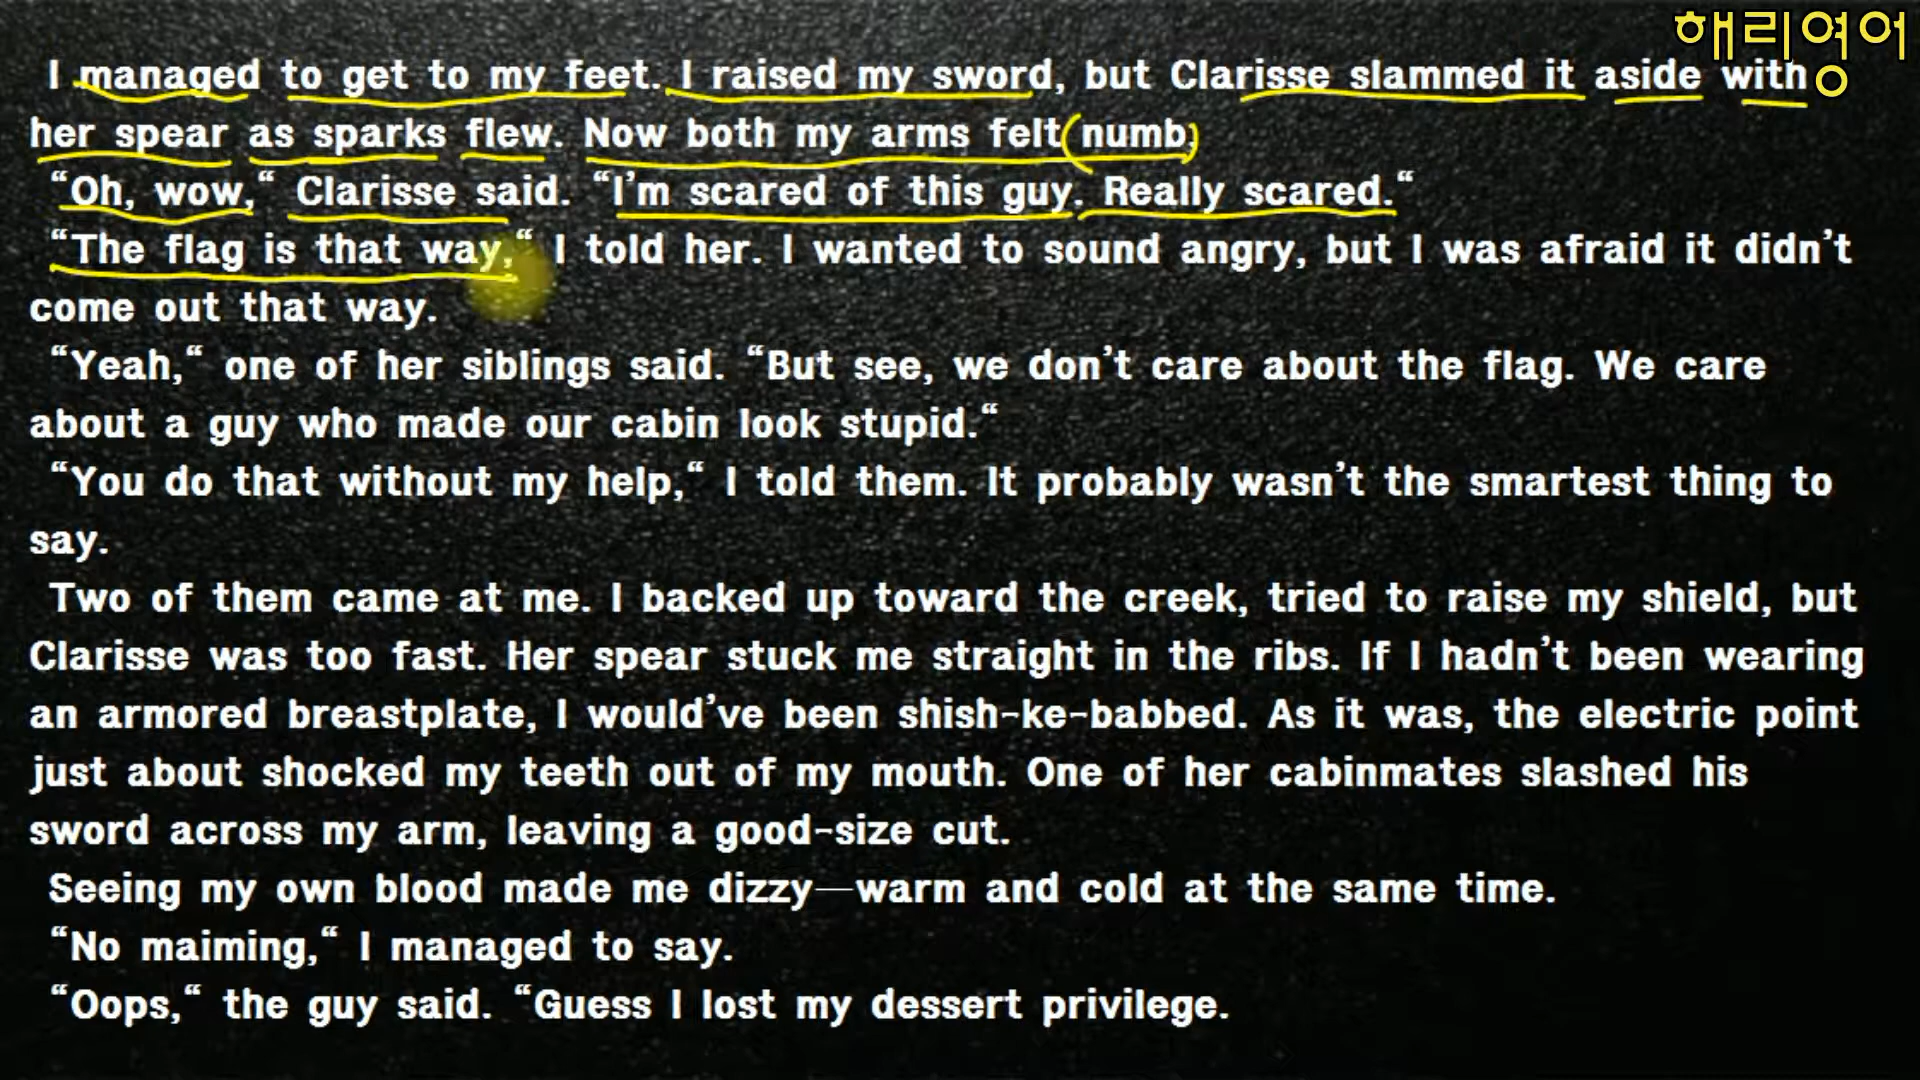 해리영어
I managed to get to my feet. I raised my sword, but Clarisse slammed it aside with
her spear as sparks flew. Now both my arms felt numb.
“Oh, wow,“ Clarisse said. “I’m scared of this guy. Really scared.“
“The flag is that way,“ I told her. I wanted to sound angry, but I was afraid it didn’t
come out that way.
“Yeah,“ one of her siblings said. “But see, we don’t care about the flag. We care
about a guy who made our cabin look stupid.“
“You do that without my help,“ I told them. It probably wasn’t the smartest thing to
say.
Two of them came at me. I backed up toward the creek, tried to raise my shield, but
Clarisse was too fast. Her spear stuck me straight in the ribs. If I hadn’t been wearing
an armored breastplate, I would’ve been shish-ke-babbed. As it was, the electric point
just about shocked my teeth out of my mouth. One of her cabinmates slashed his
sword across my arm, leaving a good-size cut.
Seeing my own blood made me dizzy—warm and cold at the same time.
“No maiming,“ I managed to say.
“Oops,“ the guy said. “Guess I lost my dessert privilege.